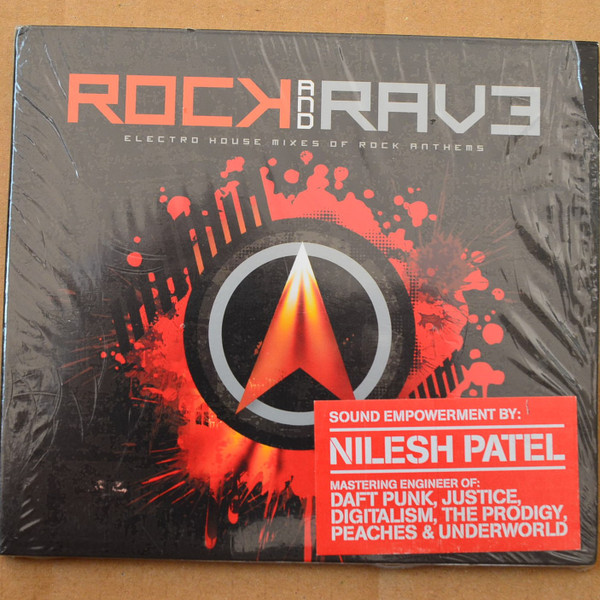 ROCK AND RAVE
ELECTRO HOUSE MIXES OF ROCK ANTHEMS
SOUND EMPOWERMENT BY:
NILESH PATEL
MASTERING ENGINEER OF:
DAFT PUNK, JUSTICE,
DIGITALISM, THE PRODIGY,
PEACHES & UNDERWORLD